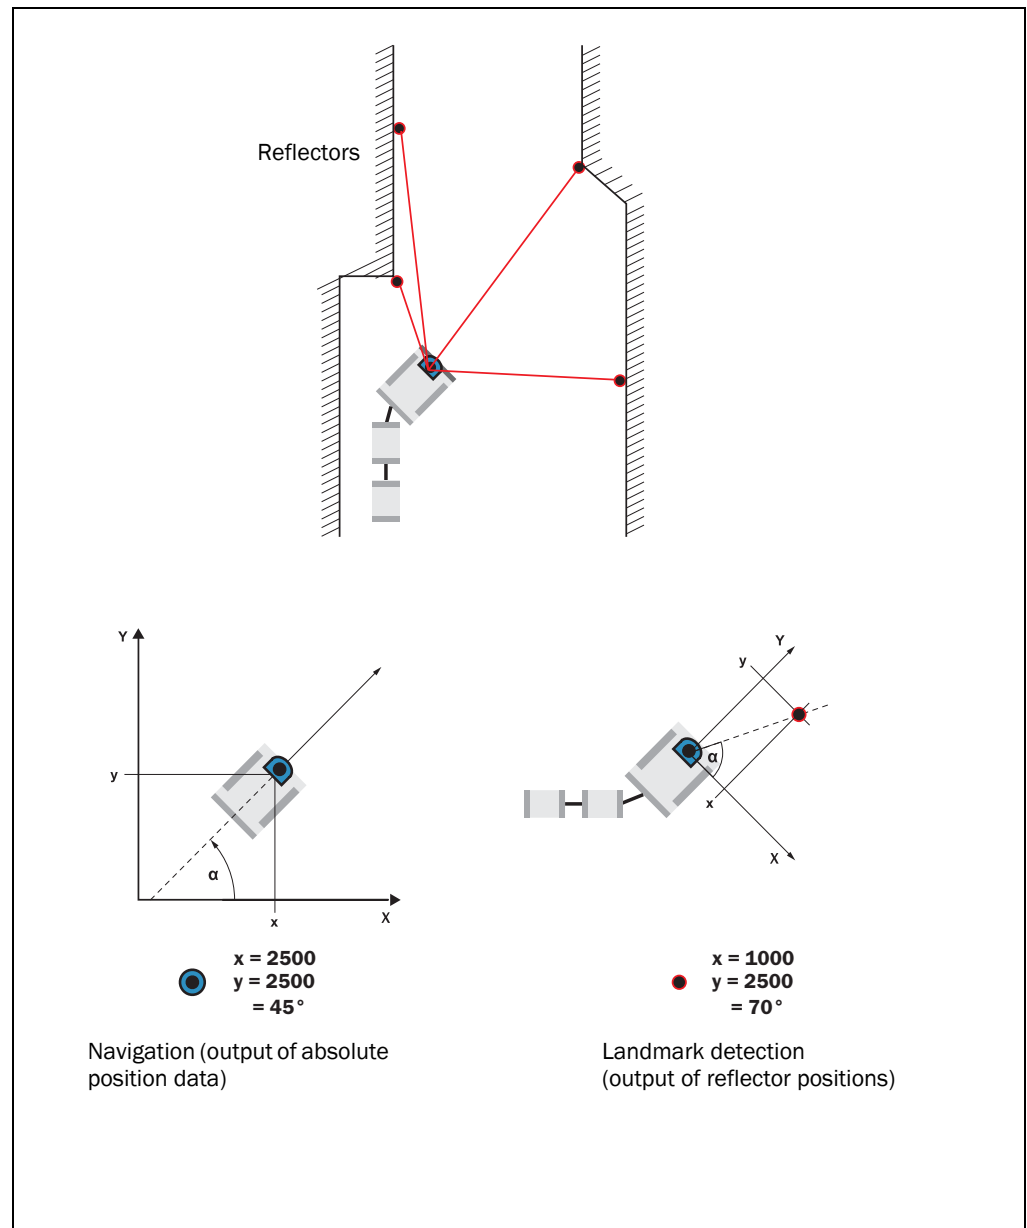 Reflectors
Y
y
α
x
X
Y
y
α
x
X
x = 2500
y = 2500
= 45°
x = 1000
y = 2500
= 70°
Navigation (output of absolute
position data)
Landmark detection
(output of reflector positions)